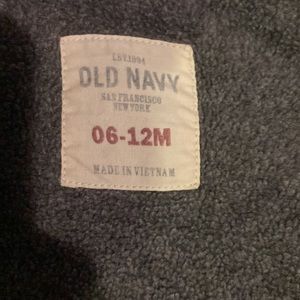 EST.1994
OLD NAVY
SAN FRANCISCO
NEW YORK
06-12M
MADE IN VIETNAM